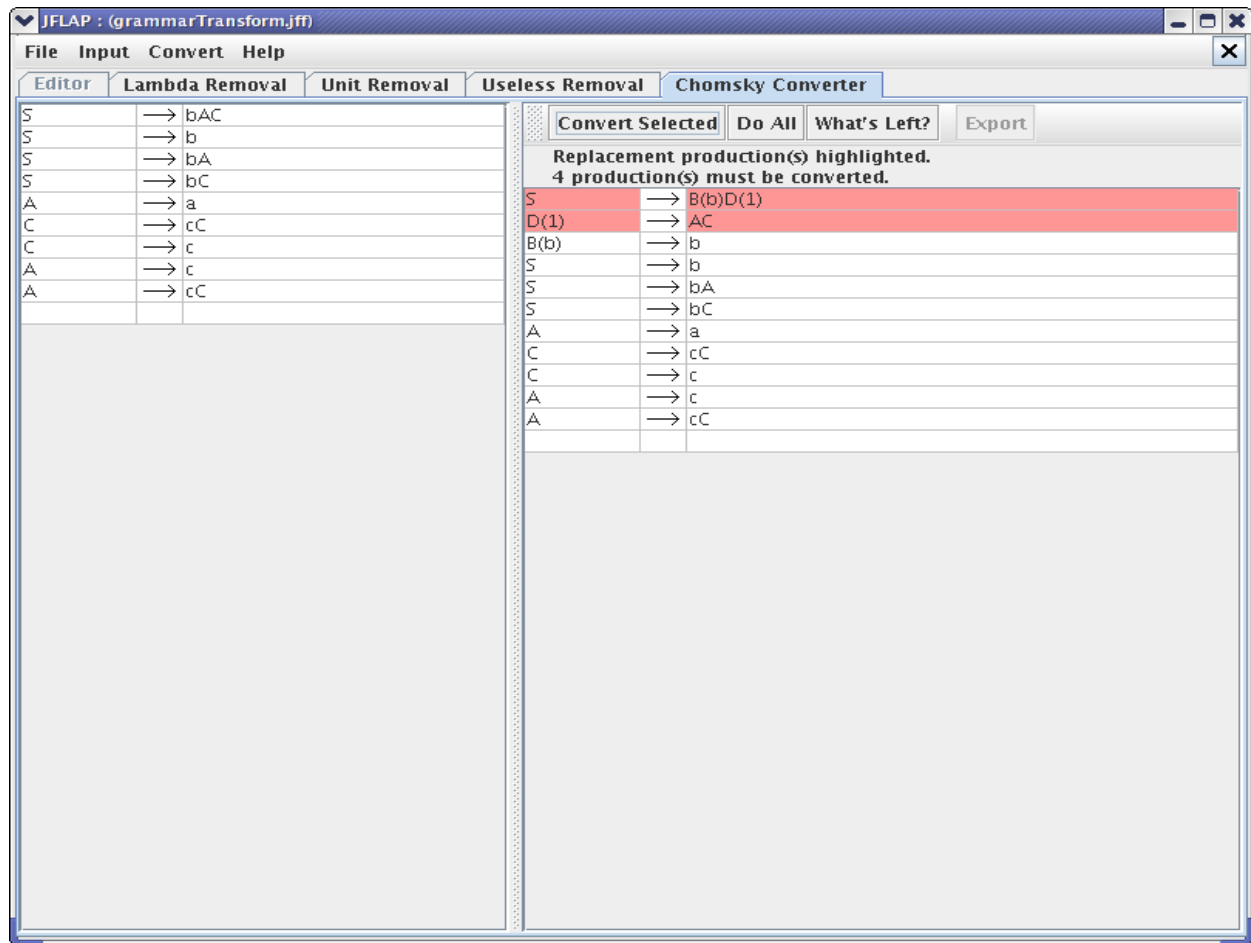 JFLAP : (grammarTransform.jff)
File Input Convert Help
Editor Lambda Removal Unit Removal Useless Removal Chomsky Converter
S → bAC
S → b
S → bA
S → bC
A → a
C → cC
C → c
A → c
A → cC
Convert Selected Do All What's Left? Export
Replacement production(s) highlighted.
4 production(s) must be converted.
S → B(b)D(1)
D(1) → AC
B(b) → b
S → b
S → bA
S → bC
A → a
C → cC
C → c
A → c
A → cC